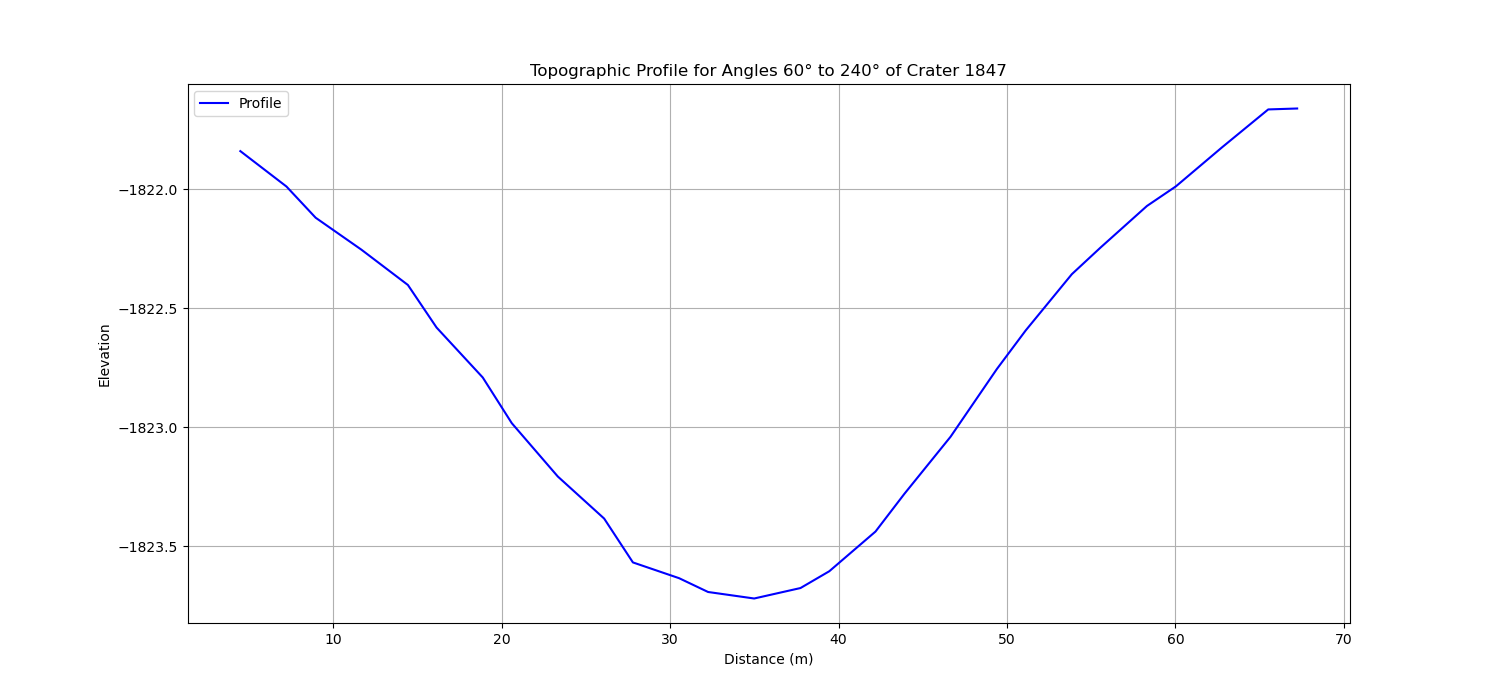 Topographic Profile for Angles 60° to 240° of Crater 1847
Profile
Elevation
−1822.0
−1822.5
−1823.0
−1823.5
10 20 30 40 50 60 70
Distance (m)